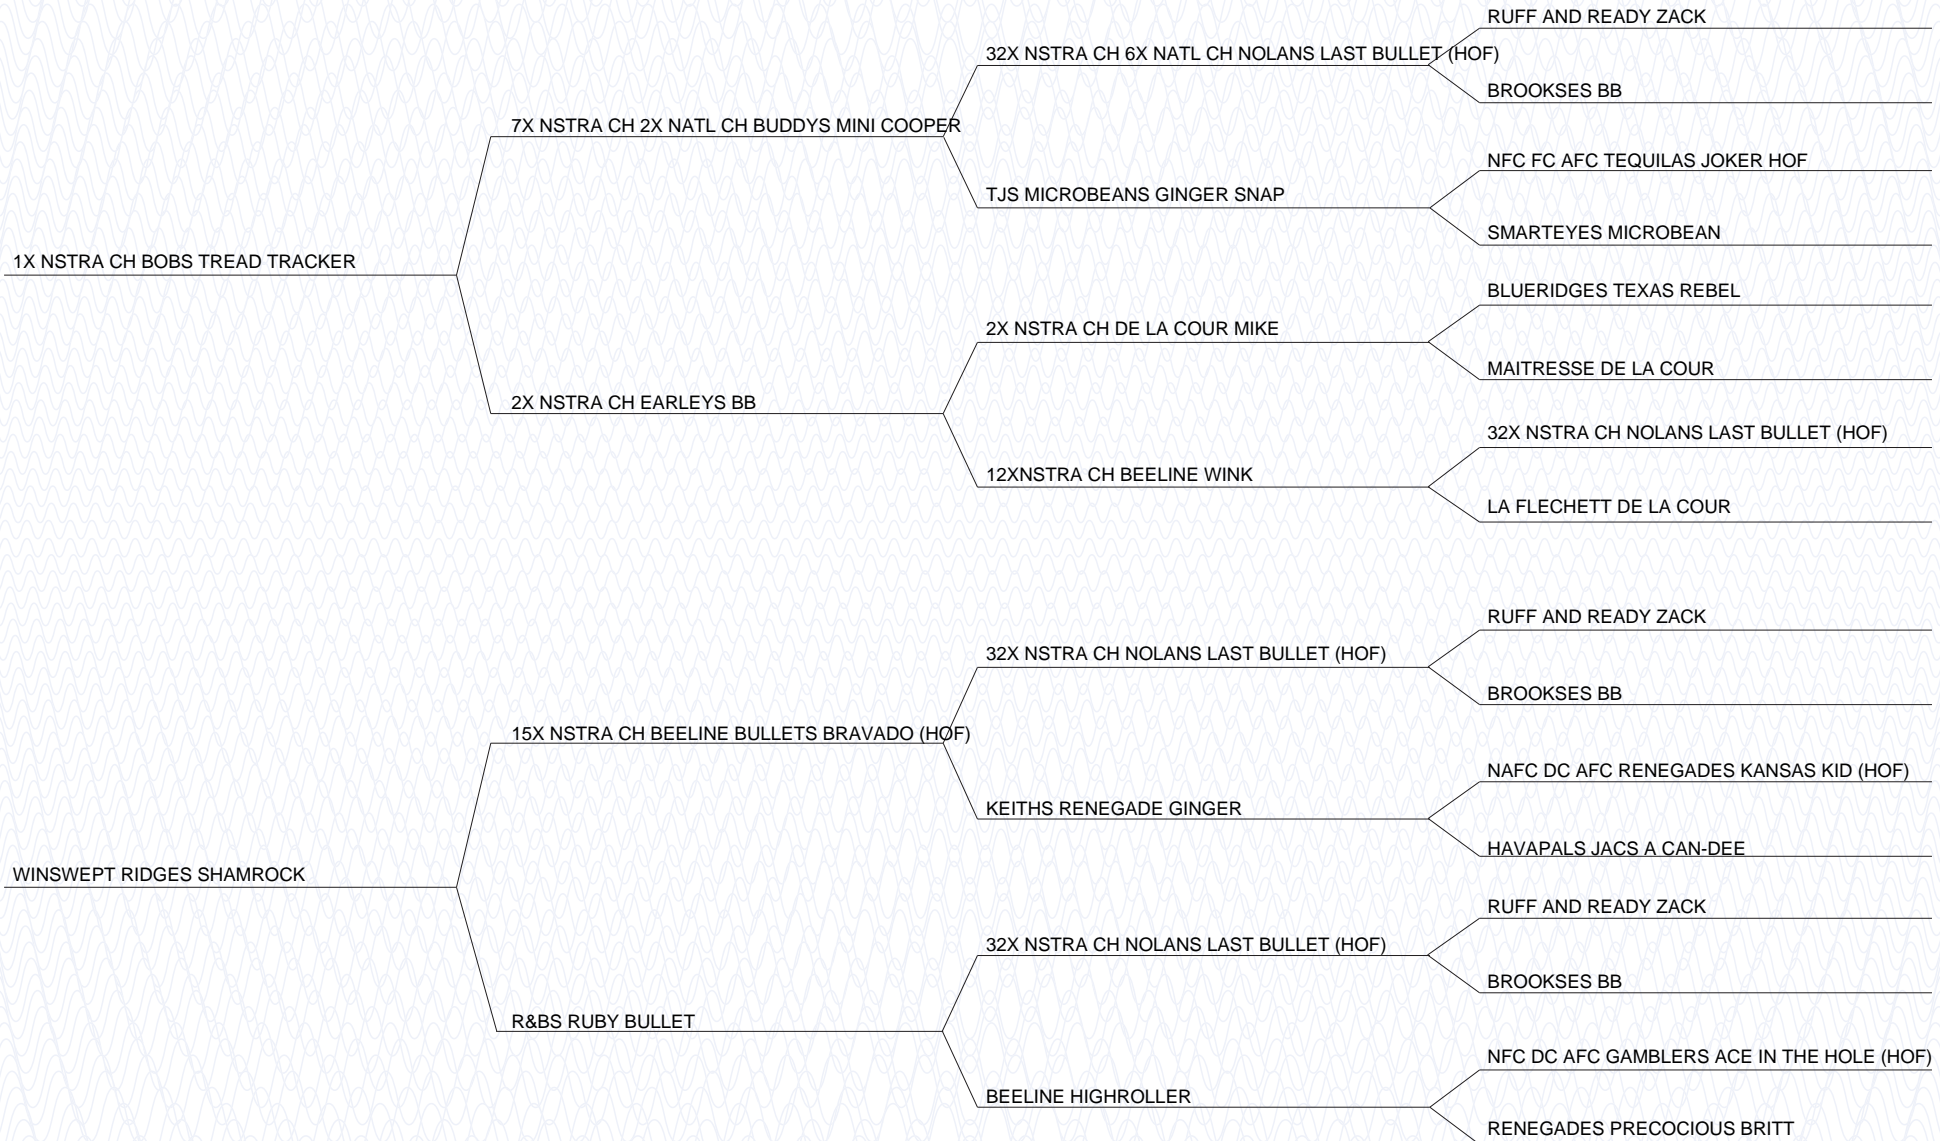 RUFF AND READY ZACK
32X NSTRA CH 6X NATL CH NOLANS LAST BULLET (HOF)
BROOKSES BB
7X NSTRA CH 2X NATL CH BUDDYS MINI COOPER
NFC FC AFC TEQUILAS JOKER HOF
TJS MICROBEANS GINGER SNAP
SMARTEYES MICROBEAN
1X NSTRA CH BOBS TREAD TRACKER
BLUERIDGES TEXAS REBEL
2X NSTRA CH DE LA COUR MIKE
MAITRESSE DE LA COUR
2X NSTRA CH EARLEYS BB
32X NSTRA CH NOLANS LAST BULLET (HOF)
12XNSTRA CH BEELINE WINK
LA FLECHETT DE LA COUR
RUFF AND READY ZACK
32X NSTRA CH NOLANS LAST BULLET (HOF)
BROOKSES BB
15X NSTRA CH BEELINE BULLETS BRAVADO (HOF)
NAFC DC AFC RENEGADES KANSAS KID (HOF)
KEITHS RENEGADE GINGER
HAVAPALS JACS A CAN-DEE
WINSWEPT RIDGES SHAMROCK
RUFF AND READY ZACK
32X NSTRA CH NOLANS LAST BULLET (HOF)
BROOKSES BB
R&BS RUBY BULLET
NFC DC AFC GAMBLERS ACE IN THE HOLE (HOF)
BEELINE HIGHROLLER
RENEGADES PRECOCIOUS BRITT